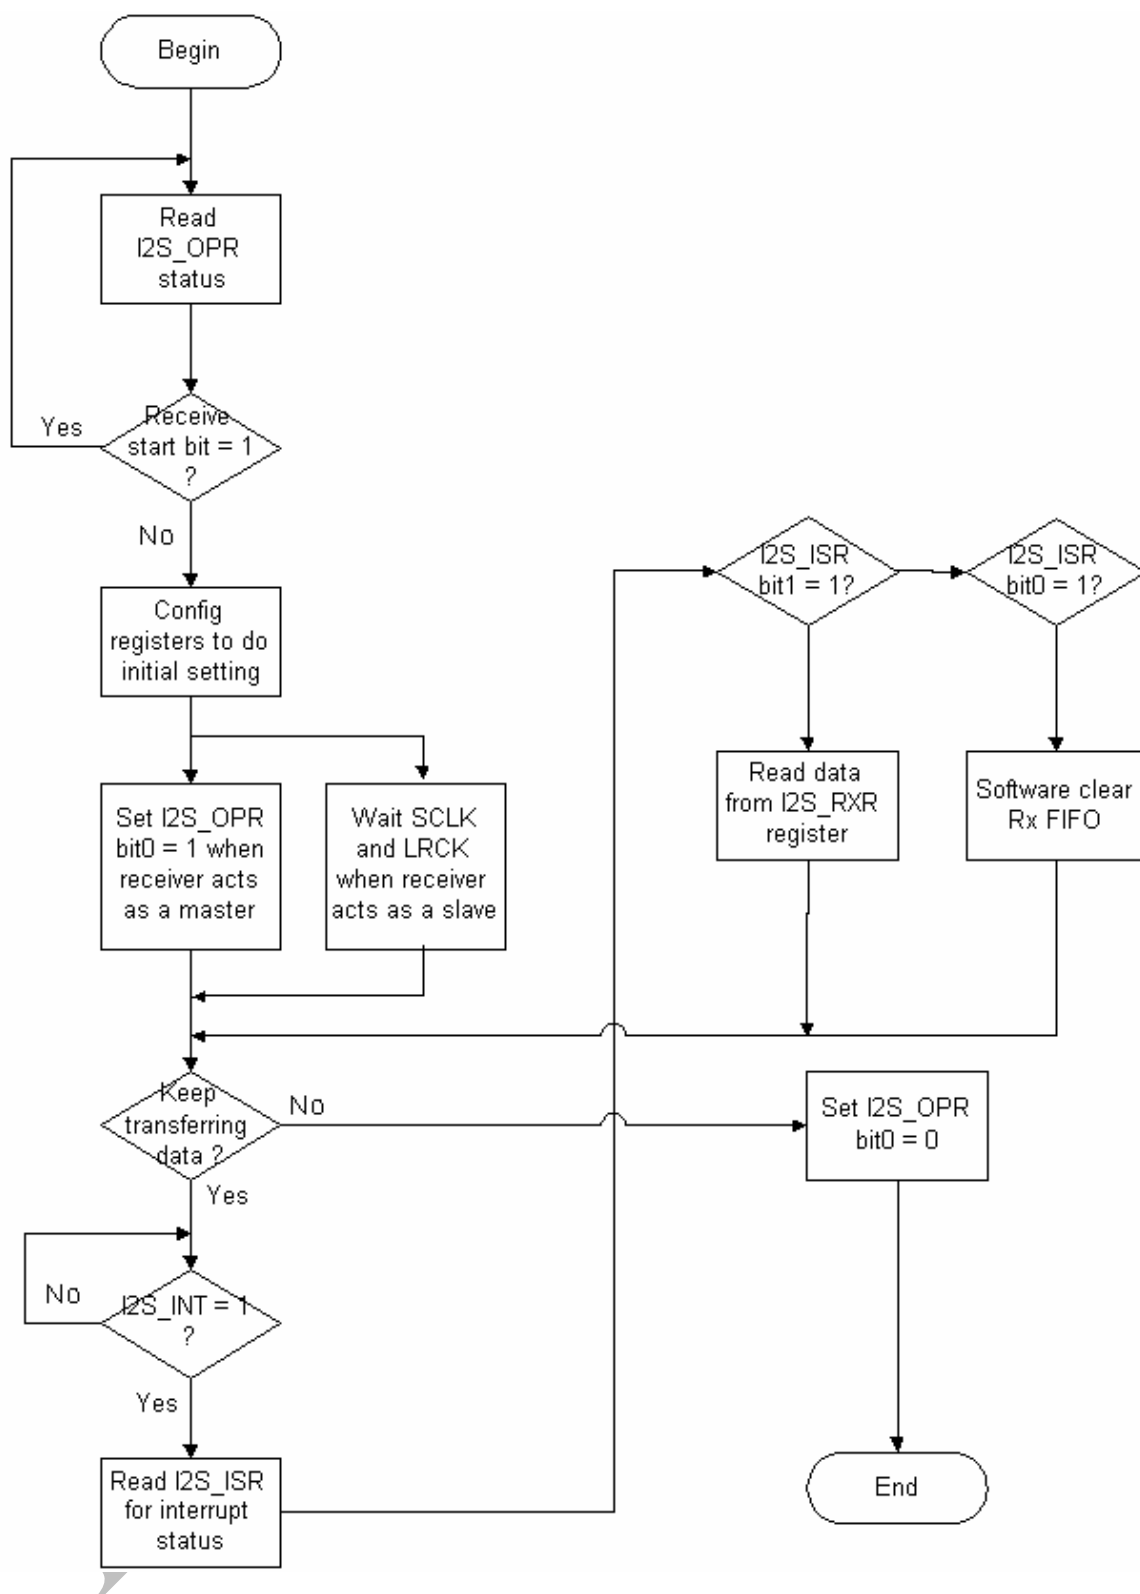 Begin
Read
I2S_OPR
status
Yes
Receive
start bit = 1
?
No
Config
registers to do
initial setting
Set I2S_OPR
bit0 = 1 when
receiver acts
as a master
Wait SCLK
and LRCK
when receiver
acts as a slave
Keep
transferring
data ?
No
Yes
I2S_INT = 1
?
No
Yes
Read I2S_ISR
for interrupt
status
I2S_ISR
bit1 = 1?
I2S_ISR
bit0 = 1?
Read data
from I2S_RXR
register
Software clear
Rx FIFO
Set I2S_OPR
bit0 = 0
End